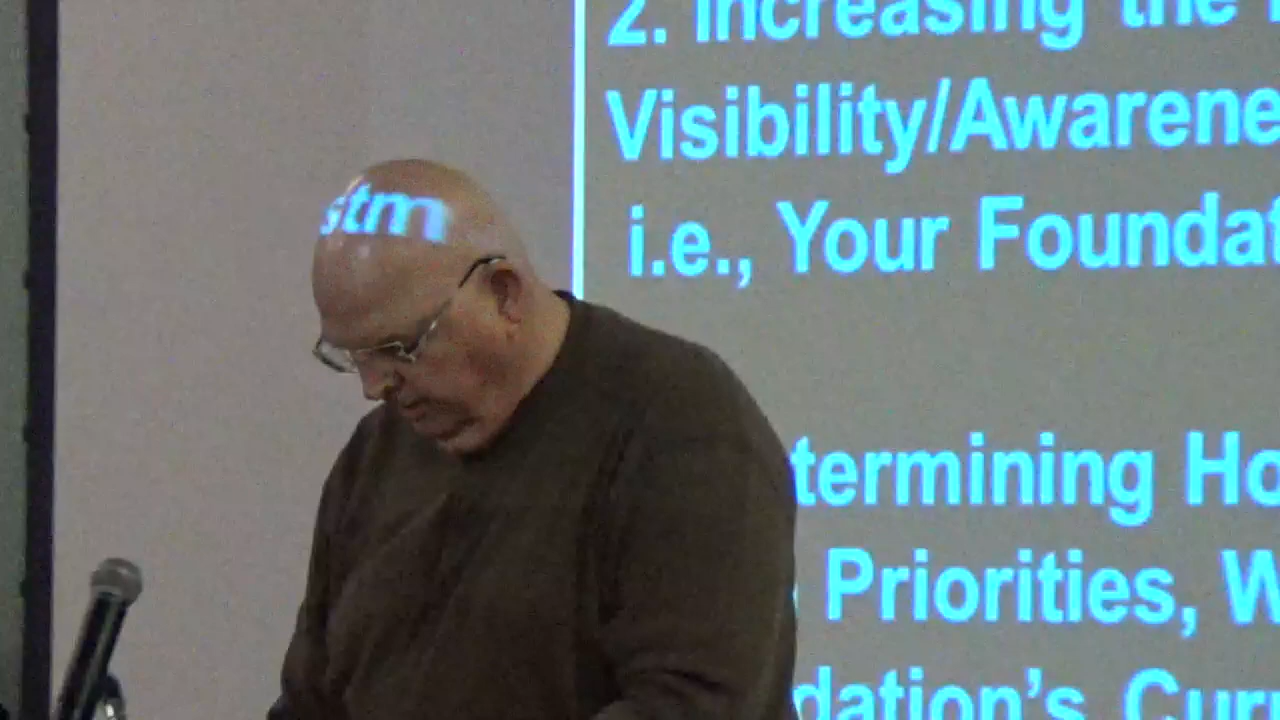 2. Increasing the
Visibility/Awarene
i.e., Your Foundat
stm
termining Ho
Priorities, W
dation's Curr